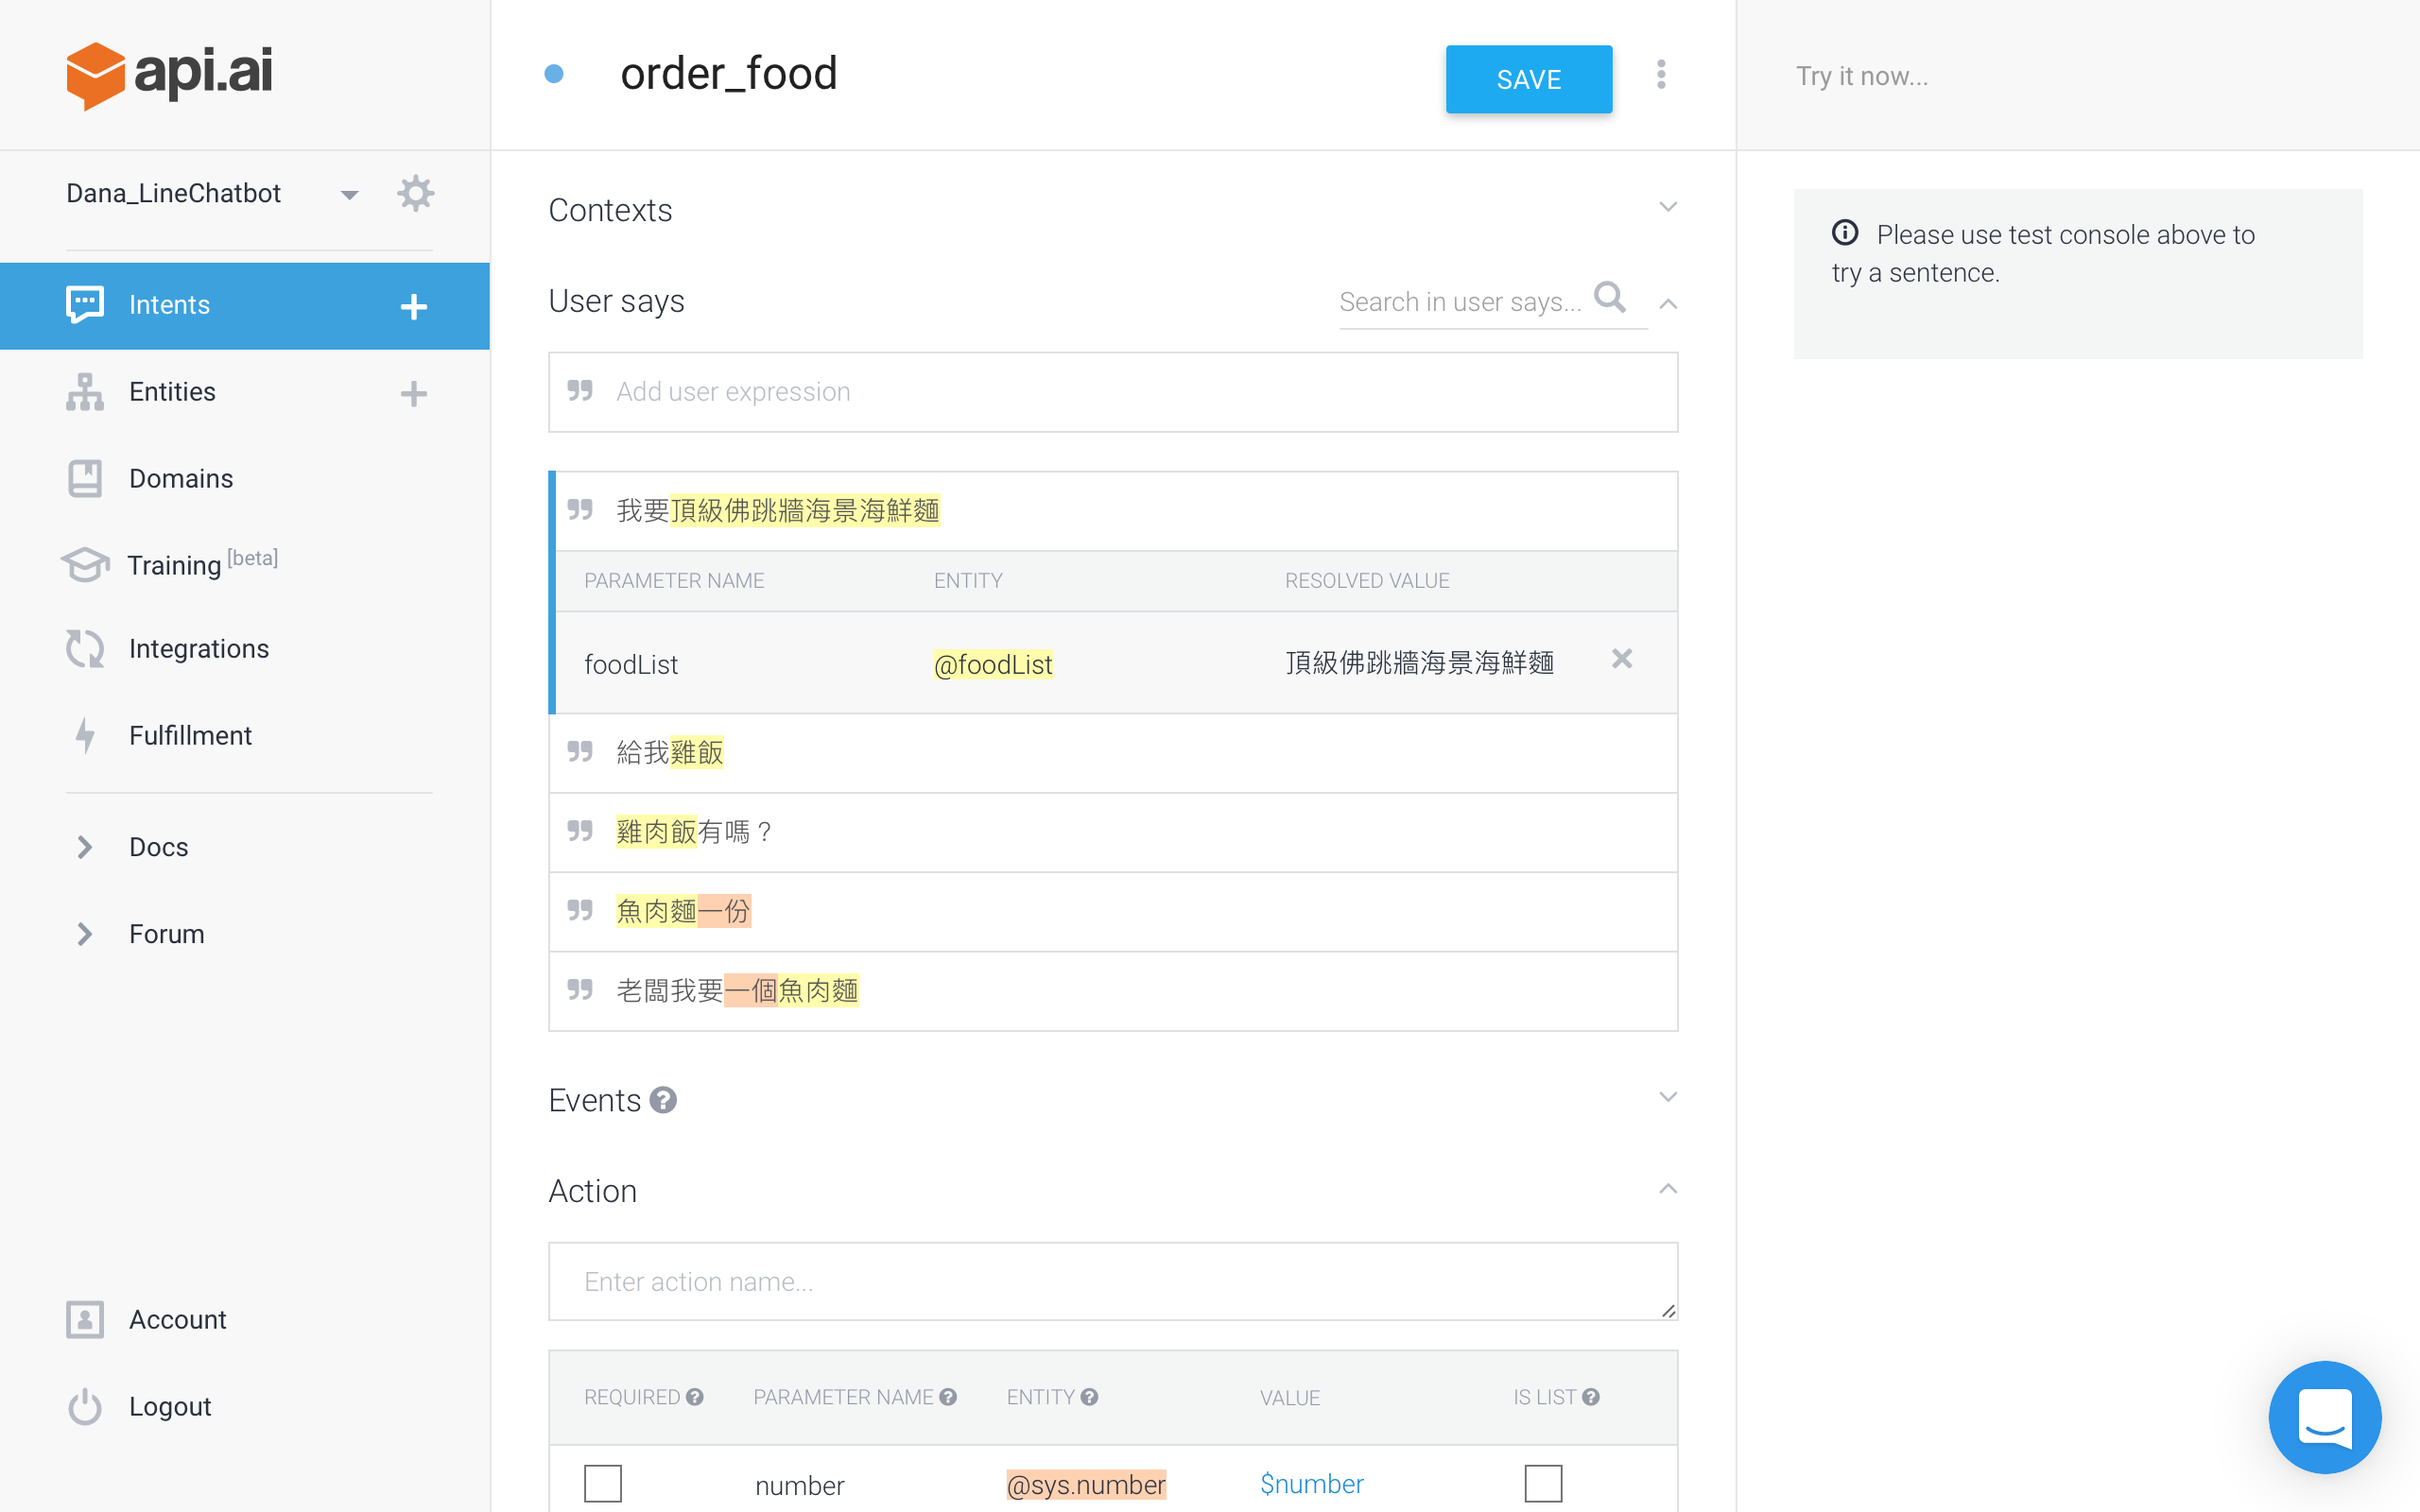 api.ai
order_food
SAVE
Try it now...
Dana_LineChatbot
Contexts
Please use test console above to
try a sentence.
Intents
User says
Search in user says...
Entities
Add user expression
Domains
我要頂級佛跳牆海景海鮮麵
Training [beta]
PARAMETER NAME ENTITY RESOLVED VALUE
Integrations
foodList @foodList 頂級佛跳牆海景海鮮麵
Fulfillment
給我雞飯
Docs
雞肉飯有嗎？
Forum
魚肉麵一份
老闆我要一個魚肉麵
Events
Action
Enter action name...
Account
REQUIRED PARAMETER NAME ENTITY VALUE IS LIST
Logout
number @sys.number $number